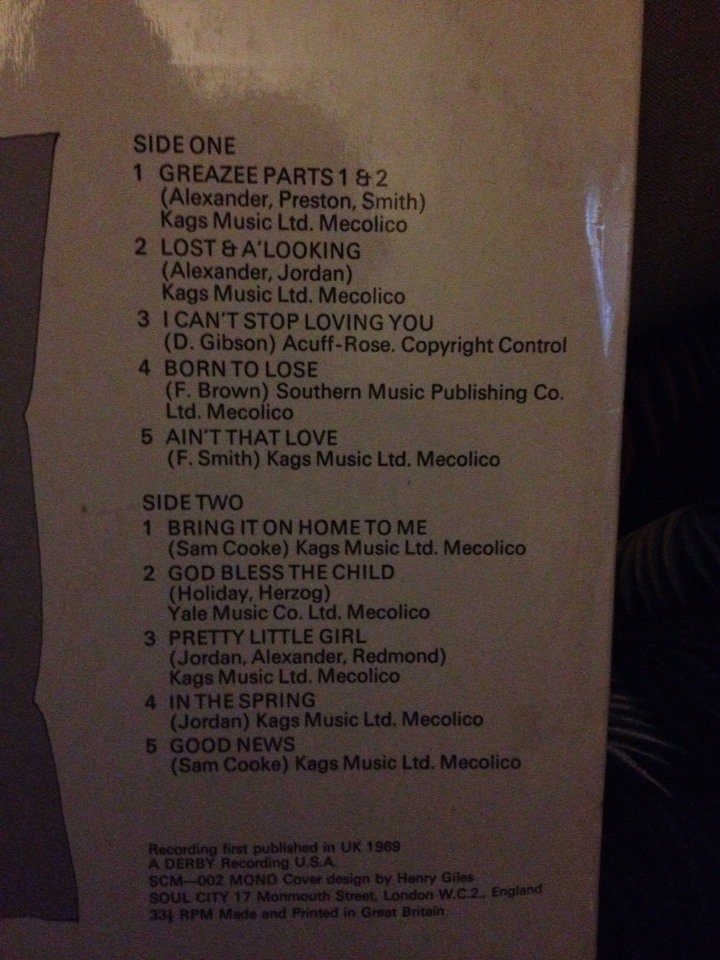 SIDE ONE
1 GREAZEE PARTS 1 & 2
(Alexander, Preston, Smith)
Kags Music Ltd. Mecolico
2 LOST & A'LOOKING
(Alexander, Jordan)
Kags Music Ltd. Mecolico
3 I CAN'T STOP LOVING YOU
(D. Gibson) Acuff-Rose. Copyright Control
4 BORN TO LOSE
(F. Brown) Southern Music Publishing Co.
Ltd. Mecolico
5 AIN'T THAT LOVE
(F. Smith) Kags Music Ltd. Mecolico
SIDE TWO
1 BRING IT ON HOME TO ME
(Sam Cooke) Kags Music Ltd. Mecolico
2 GOD BLESS THE CHILD
(Holiday, Herzog)
Yale Music Co. Ltd. Mecolico
3 PRETTY LITTLE GIRL
(Jordan, Alexander, Redmond)
Kags Music Ltd. Mecolico
4 IN THE SPRING
(Jordan) Kags Music Ltd. Mecolico
5 GOOD NEWS
(Sam Cooke) Kags Music Ltd. Mecolico
Recording first published in UK 1969
A DERBY Recording U.S.A.
SCM—002 MONO Cover design by Henry Giles
SOUL CITY 17 Monmouth Street, London W.C.2.. England
33⅓ RPM Made and Printed in Great Britain